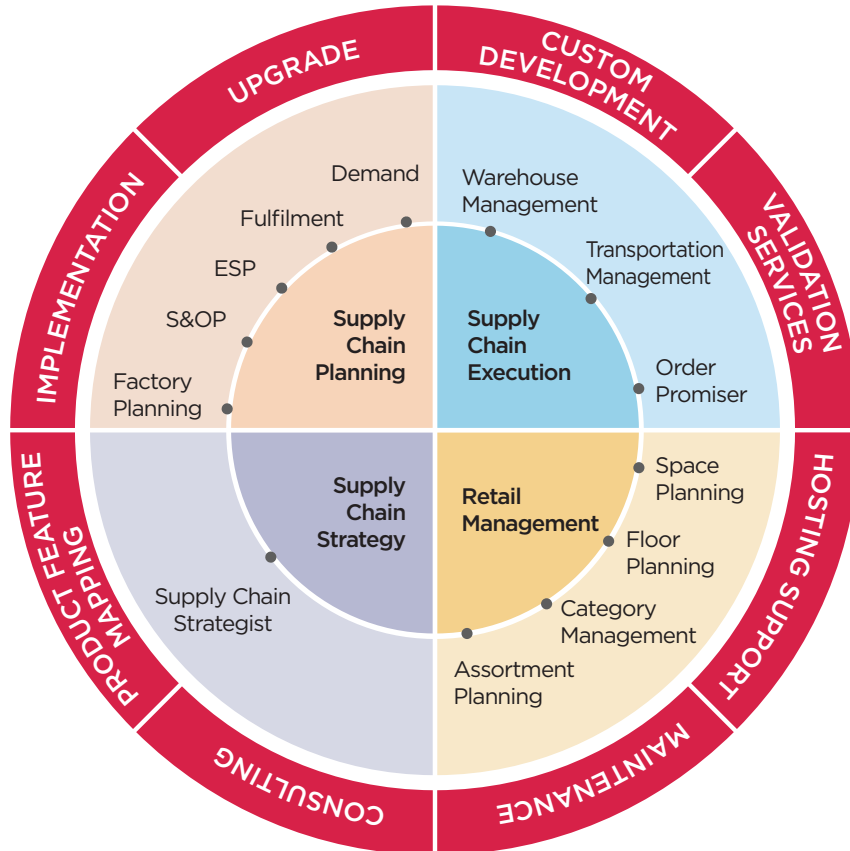 UPGRADE
CUSTOM
DEVELOPMENT
VALIDATION
SERVICES
HOSTING SUPPORT
MAINTENANCE
CONSULTING
PRODUCT FEATURE
MAPPING
IMPLEMENTATION
Demand
Fulfilment
ESP
S&OP
Factory
Planning
Supply
Chain
Planning
Warehouse
Management
Transportation
Management
Order
Promiser
Supply
Chain
Execution
Supply
Chain
Strategy
Supply Chain
Strategist
Retail
Management
Space
Planning
Floor
Planning
Category
Management
Assortment
Planning